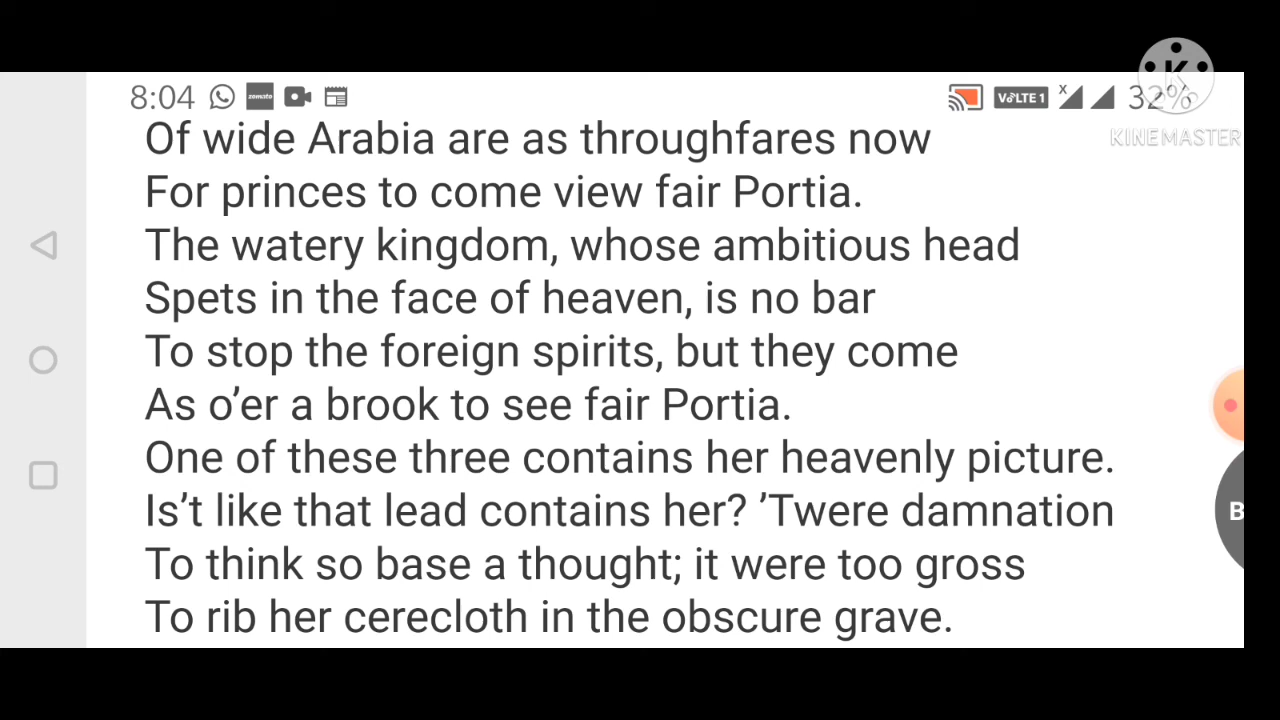 8:04 zomato VoLTE 1 x 32%
K
KINEMASTER
Of wide Arabia are as throughfares now
For princes to come view fair Portia.
The watery kingdom, whose ambitious head
Spets in the face of heaven, is no bar
To stop the foreign spirits, but they come
As o’er a brook to see fair Portia.
One of these three contains her heavenly picture.
Is’t like that lead contains her? ’Twere damnation
B
To think so base a thought; it were too gross
To rib her cerecloth in the obscure grave.